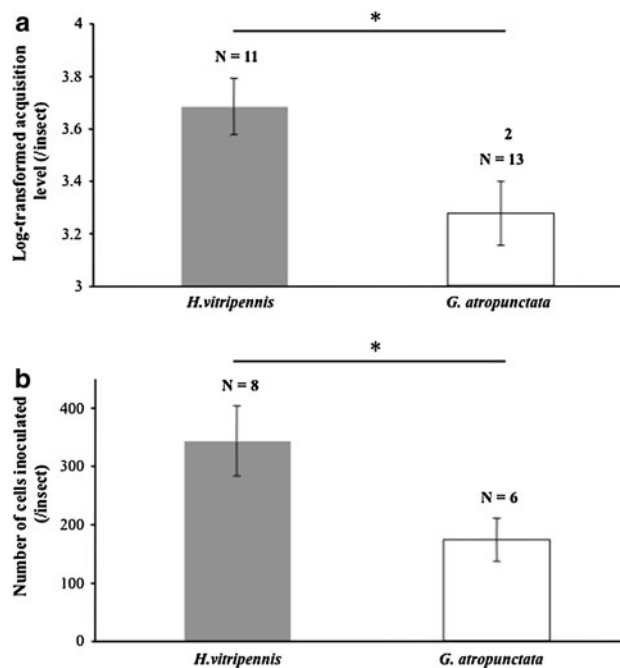 a
*
4
N = 11
3.8
2
N = 13
3.6
3.4
3.2
3
Log-transformed acquisition
level (/insect)
H.vitripennis
G. atropunctata
b
*
N = 8
400
N = 6
300
200
100
0
Number of cells inoculated
(/insect)
H.vitripennis
G. atropunctata